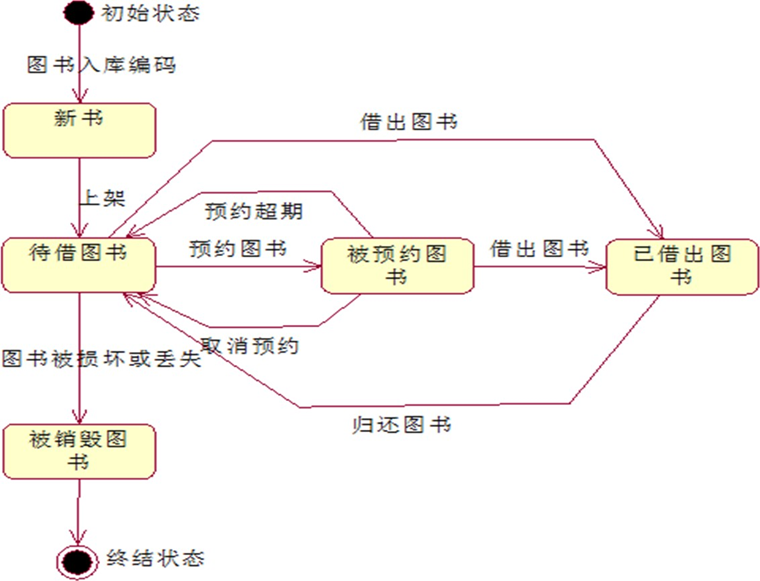 初始状态
图书入库编码
新书
借出图书
上架
预约超期
待借图书
预约图书
被预约图
书
借出图书
已借出图
书
取消预约
图书被损坏或丢失
归还图书
被销毁图
书
终结状态